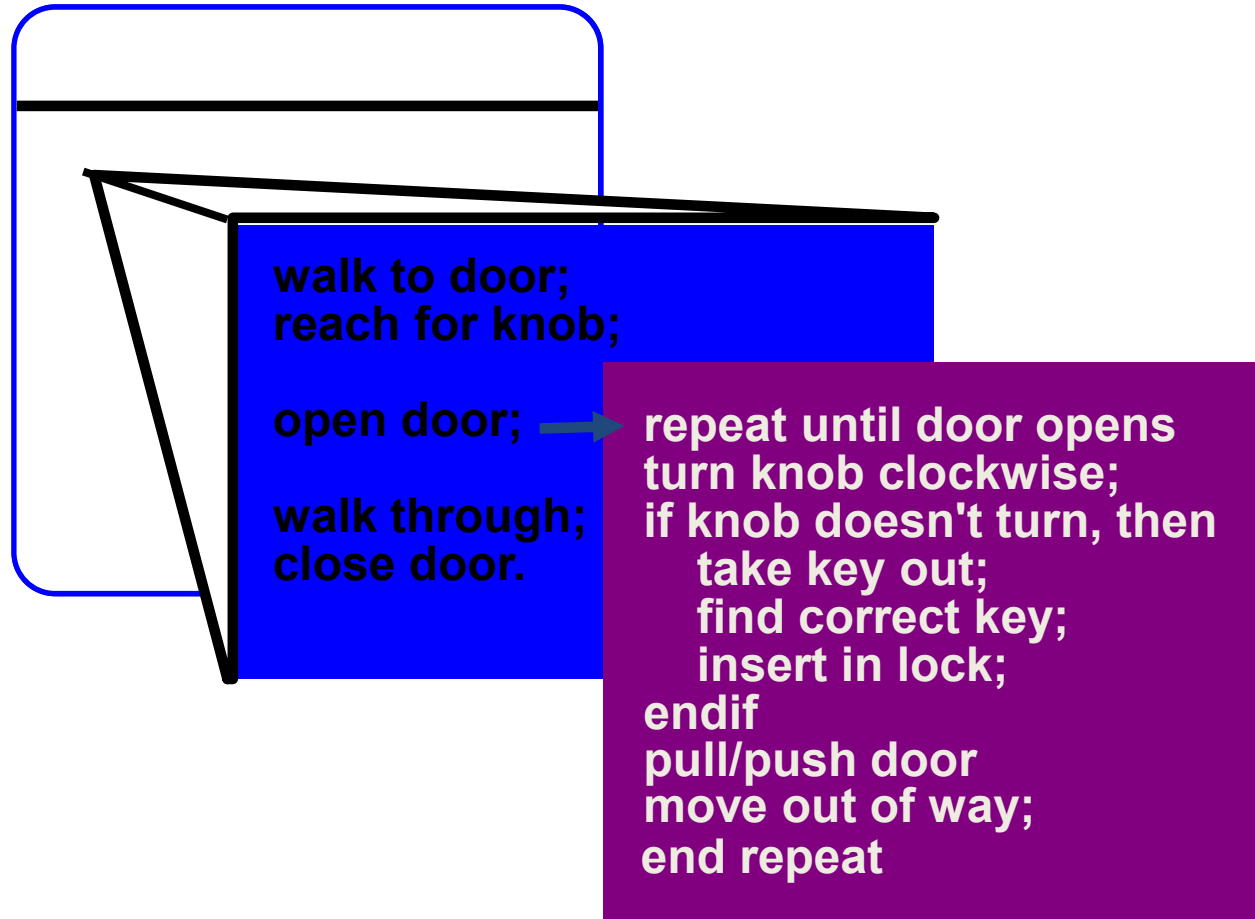 walk to door;
reach for knob;
open door;
walk through;
close door.
repeat until door opens
turn knob clockwise;
if knob doesn't turn, then
take key out;
find correct key;
insert in lock;
endif
pull/push door
move out of way;
end repeat